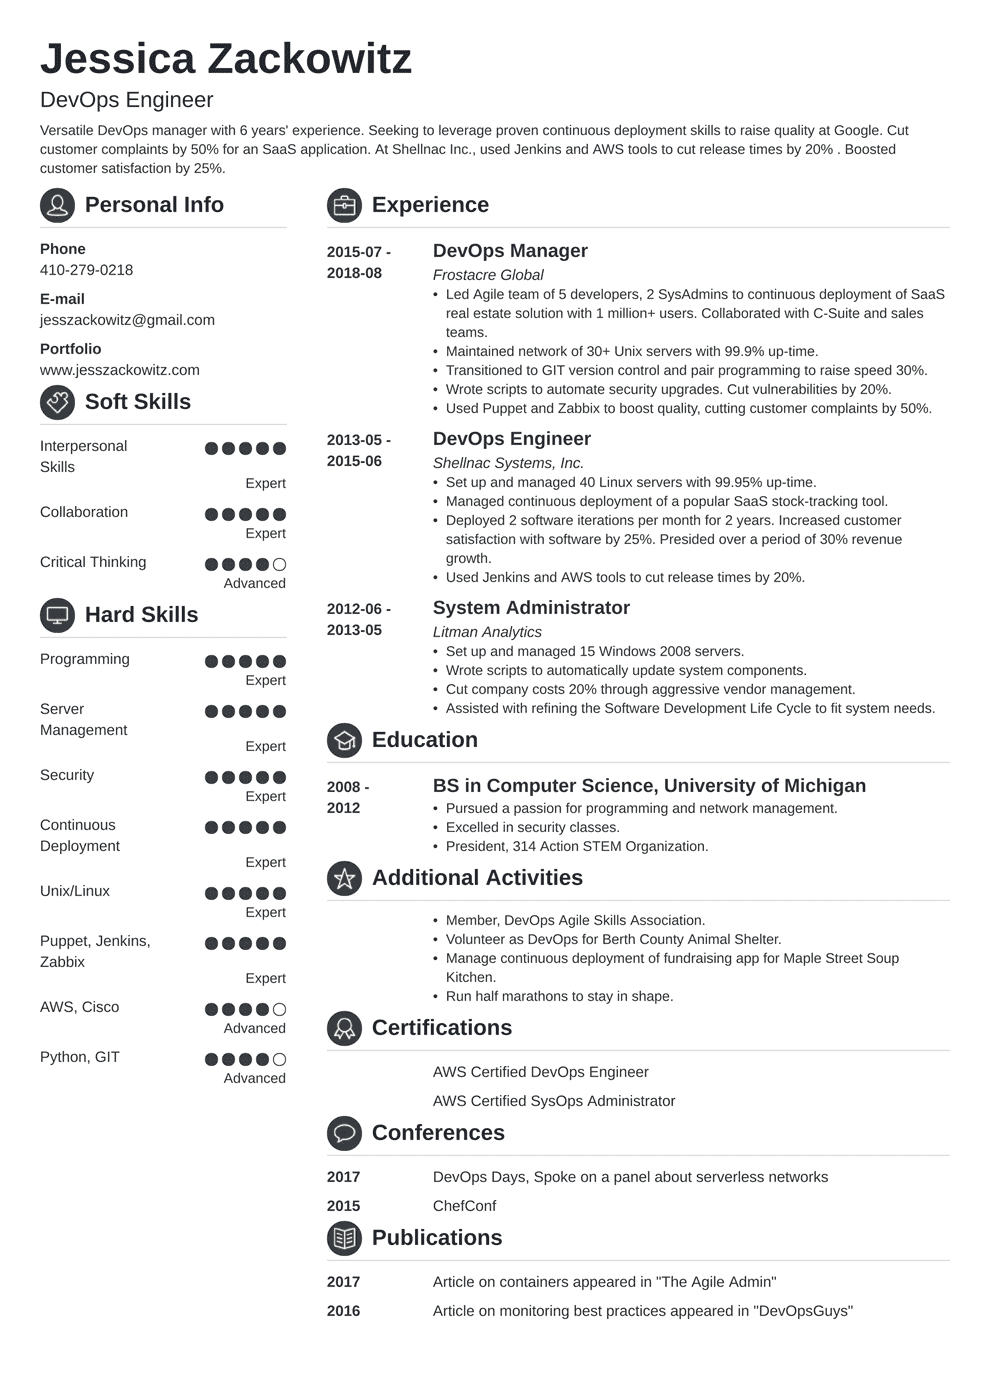 Jessica Zackowitz
DevOps Engineer
Versatile DevOps manager with 6 years' experience. Seeking to leverage proven continuous deployment skills to raise quality at Google. Cut
customer complaints by 50% for an SaaS application. At Shellnac Inc., used Jenkins and AWS tools to cut release times by 20% . Boosted
customer satisfaction by 25%.
Personal Info
Phone
410-279-0218
E-mail
jesszackowitz@gmail.com
Portfolio
www.jesszackowitz.com
Soft Skills
Interpersonal
Skills
Expert
Collaboration
Expert
Critical Thinking
Advanced
Hard Skills
Programming
Expert
Server
Management
Expert
Security
Expert
Continuous
Deployment
Expert
Unix/Linux
Expert
Puppet, Jenkins,
Zabbix
Expert
AWS, Cisco
Advanced
Python, GIT
Advanced
Experience
2015-07 -
2018-08
DevOps Manager
Frostacre Global
• Led Agile team of 5 developers, 2 SysAdmins to continuous deployment of SaaS
real estate solution with 1 million+ users. Collaborated with C-Suite and sales
teams.
• Maintained network of 30+ Unix servers with 99.9% up-time.
• Transitioned to GIT version control and pair programming to raise speed 30%.
• Wrote scripts to automate security upgrades. Cut vulnerabilities by 20%.
• Used Puppet and Zabbix to boost quality, cutting customer complaints by 50%.
2013-05 -
2015-06
DevOps Engineer
Shellnac Systems, Inc.
• Set up and managed 40 Linux servers with 99.95% up-time.
• Managed continuous deployment of a popular SaaS stock-tracking tool.
• Deployed 2 software iterations per month for 2 years. Increased customer
satisfaction with software by 25%. Presided over a period of 30% revenue
growth.
• Used Jenkins and AWS tools to cut release times by 20%.
2012-06 -
2013-05
System Administrator
Litman Analytics
• Set up and managed 15 Windows 2008 servers.
• Wrote scripts to automatically update system components.
• Cut company costs 20% through aggressive vendor management.
• Assisted with refining the Software Development Life Cycle to fit system needs.
Education
2008 -
2012
BS in Computer Science, University of Michigan
• Pursued a passion for programming and network management.
• Excelled in security classes.
• President, 314 Action STEM Organization.
Additional Activities
• Member, DevOps Agile Skills Association.
• Volunteer as DevOps for Berth County Animal Shelter.
• Manage continuous deployment of fundraising app for Maple Street Soup
Kitchen.
• Run half marathons to stay in shape.
Certifications
AWS Certified DevOps Engineer
AWS Certified SysOps Administrator
Conferences
2017 DevOps Days, Spoke on a panel about serverless networks
2015 ChefConf
Publications
2017 Article on containers appeared in "The Agile Admin"
2016 Article on monitoring best practices appeared in "DevOpsGuys"